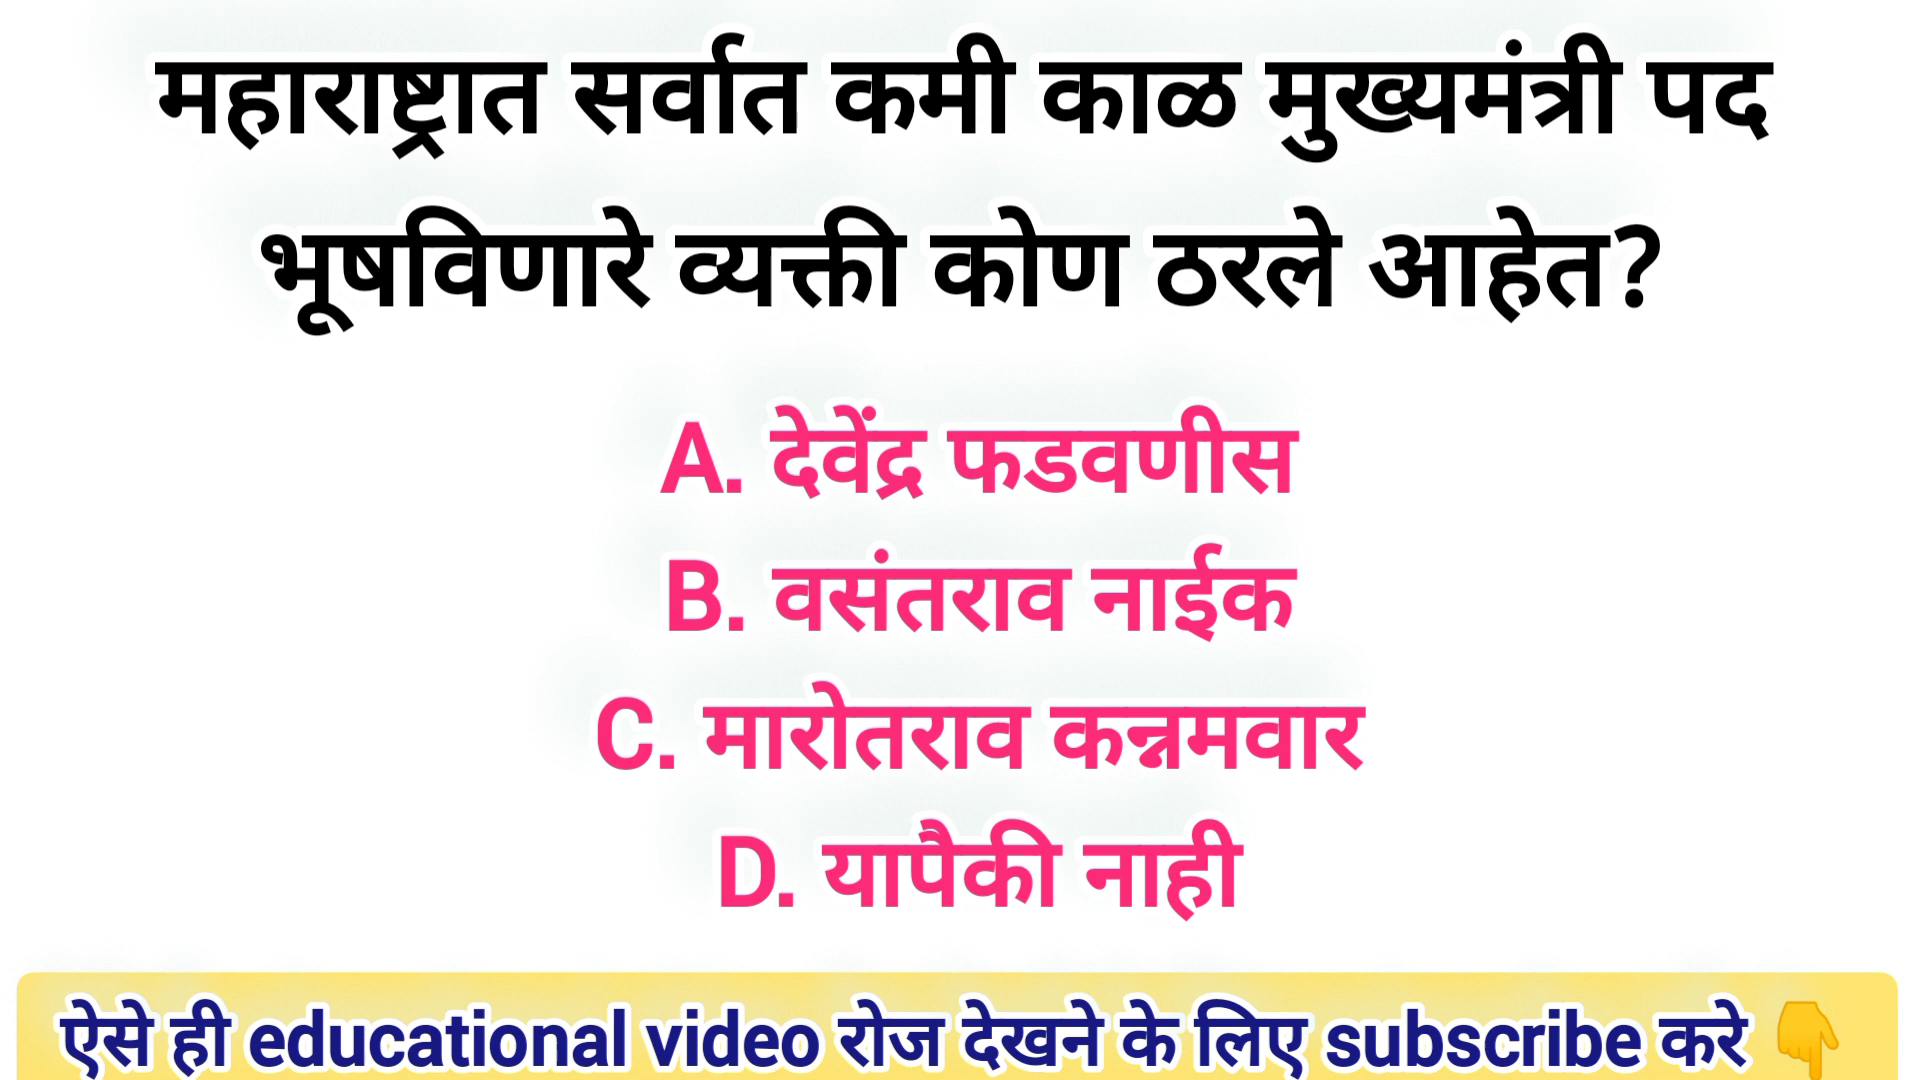 महाराष्ट्रात सर्वात कमी काळ मुख्यमंत्री पद
भूषविणारे व्यक्ती कोण ठरले आहेत?
A. देवेंद्र फडवणीस
B. वसंतराव नाईक
C. मारोतराव कन्नमवार
D. यापैकी नाही
ऐसे ही educational video रोज देखने के लिए subscribe करे 👇